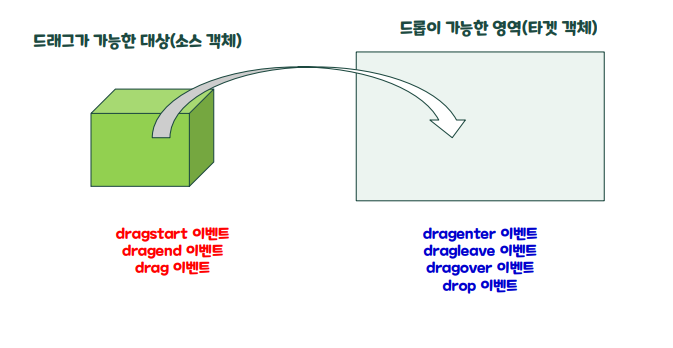 드래그가 가능한 대상(소스 객체)
드롭이 가능한 영역(타겟 객체)
dragstart 이벤트
dragend 이벤트
drag 이벤트
dragenter 이벤트
dragleave 이벤트
dragover 이벤트
drop 이벤트